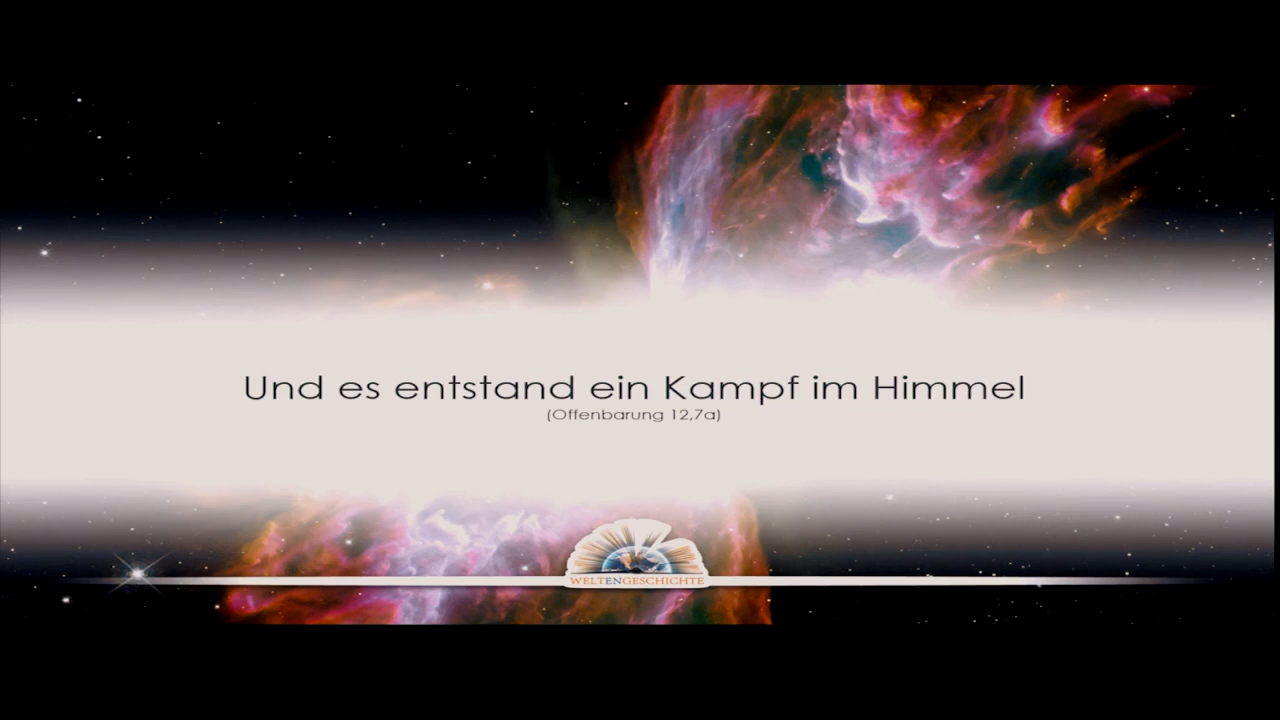 Und es entstand ein Kampf im Himmel
(Offenbarung 12,7a)
WELTENGESCHICHTE